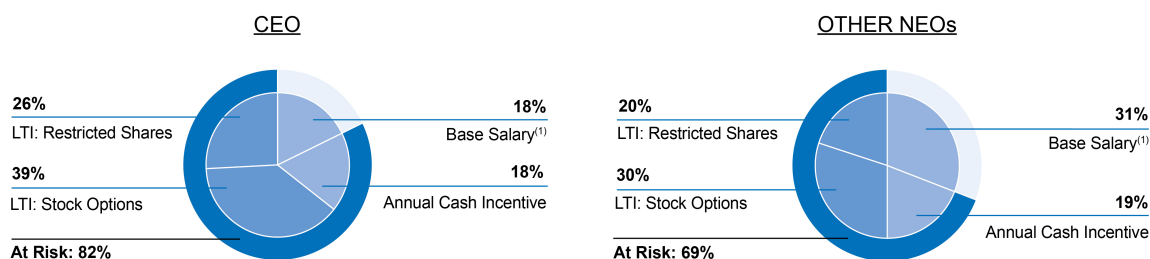 CEO
26%
LTI: Restricted Shares
18%
Base Salary(1)
39%
LTI: Stock Options
18%
Annual Cash Incentive
At Risk: 82%
OTHER NEOs
20%
LTI: Restricted Shares
31%
Base Salary(1)
30%
LTI: Stock Options
19%
Annual Cash Incentive
At Risk: 69%